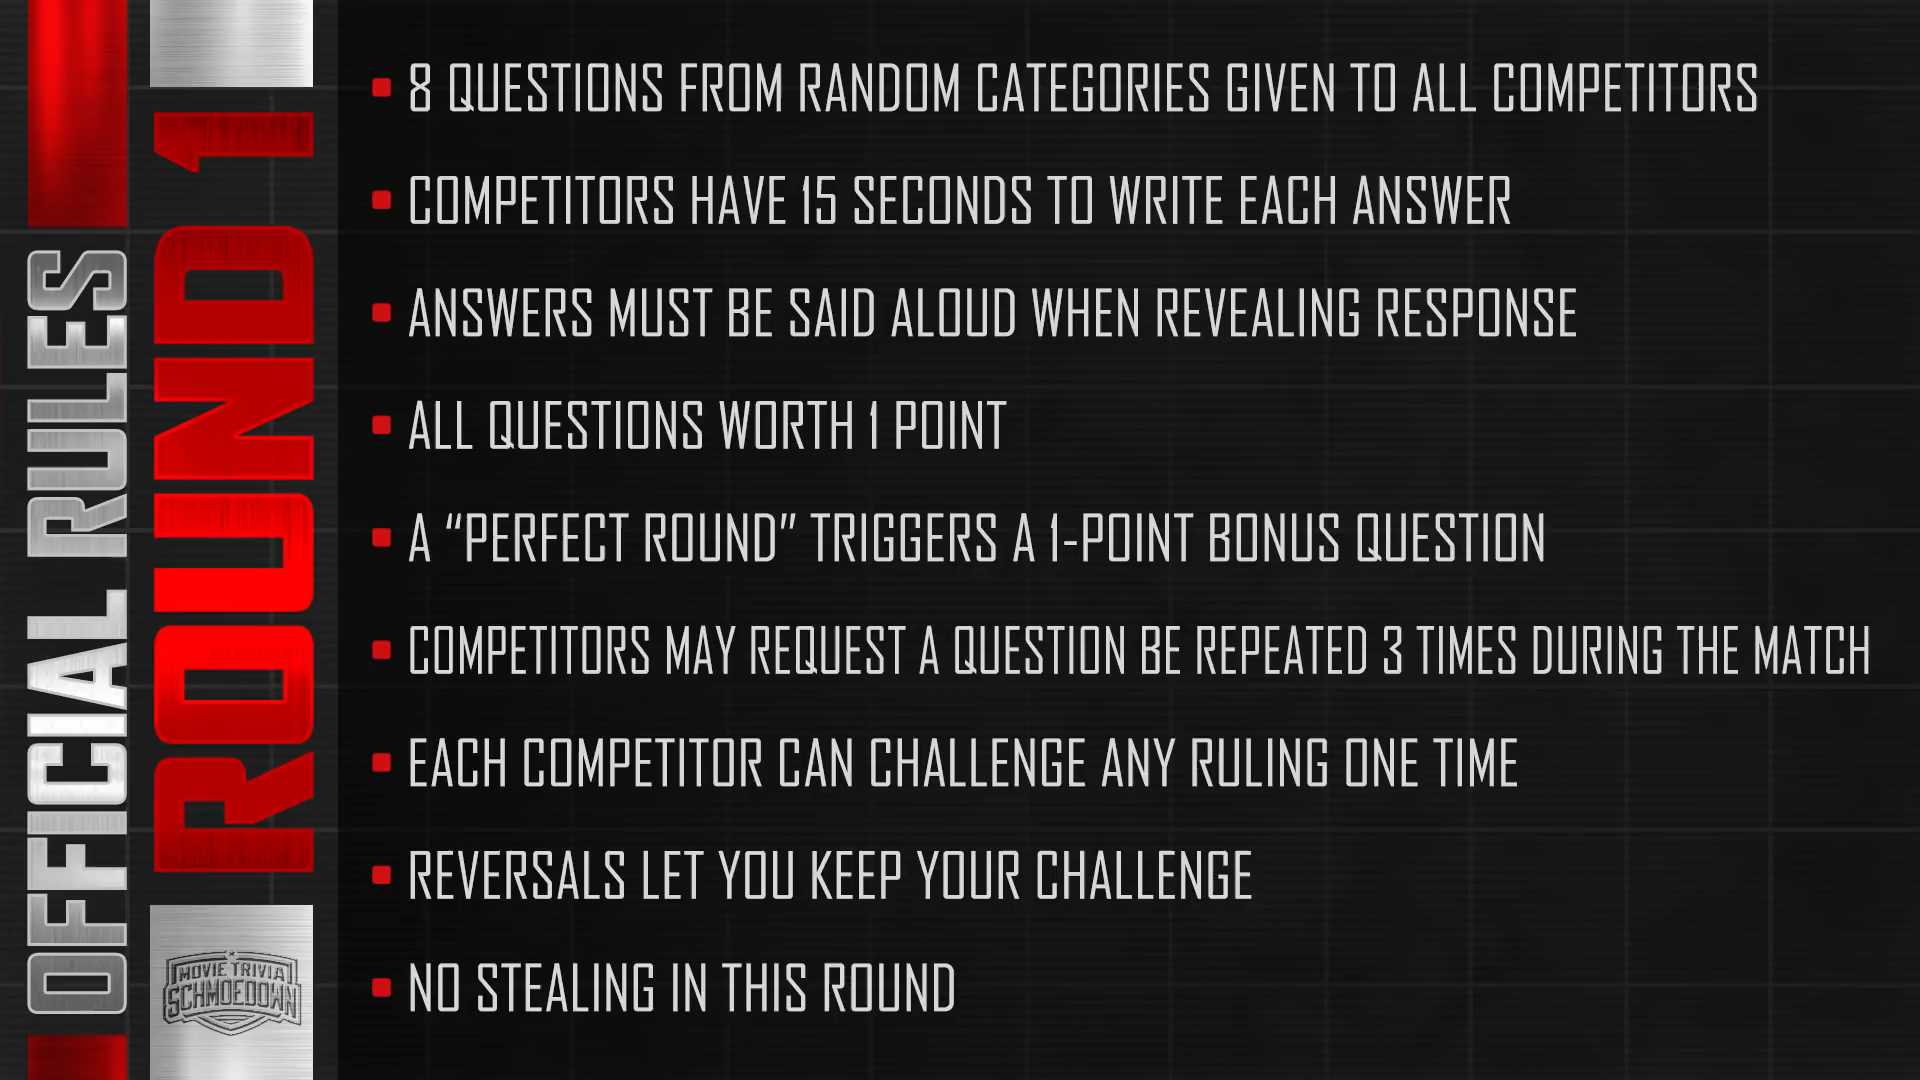 OFFICIAL RULES
ROUND 1
MOVIE TRIVIA
SCHMOEDOWN
8 QUESTIONS FROM RANDOM CATEGORIES GIVEN TO ALL COMPETITORS
COMPETITORS HAVE 15 SECONDS TO WRITE EACH ANSWER
ANSWERS MUST BE SAID ALOUD WHEN REVEALING RESPONSE
ALL QUESTIONS WORTH 1 POINT
A “PERFECT ROUND” TRIGGERS A 1-POINT BONUS QUESTION
COMPETITORS MAY REQUEST A QUESTION BE REPEATED 3 TIMES DURING THE MATCH
EACH COMPETITOR CAN CHALLENGE ANY RULING ONE TIME
REVERSALS LET YOU KEEP YOUR CHALLENGE
NO STEALING IN THIS ROUND